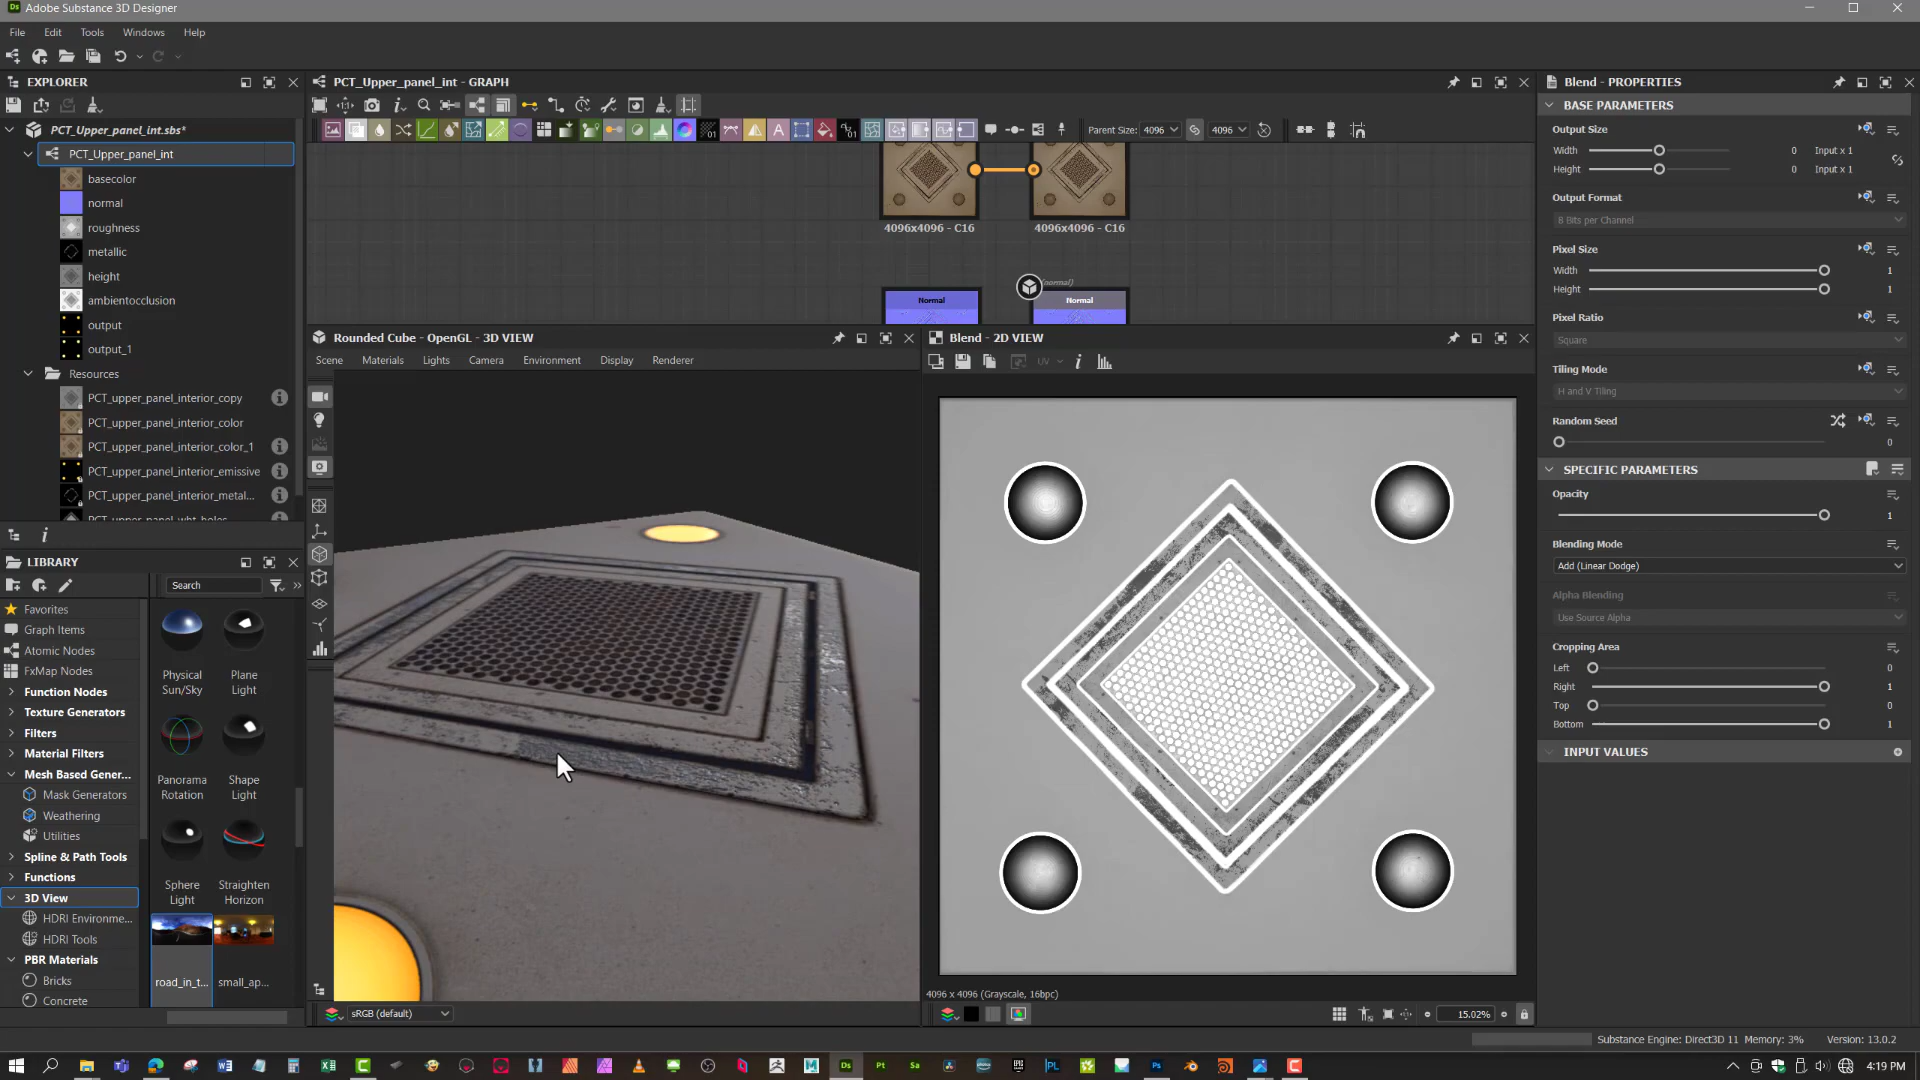 Adobe Substance 3D Designer
File Edit Tools Windows Help
EXPLORER
PCT_Upper_panel_int.sbs*
PCT_Upper_panel_int
basecolor
normal
roughness
metallic
height
ambientocclusion
output
output_1
Resources
PCT_upper_panel_interior_copy
PCT_upper_panel_interior_color
PCT_upper_panel_interior_color_1
PCT_upper_panel_interior_emissive
PCT_upper_panel_interior_metal...
LIBRARY
Search
Favorites
Graph Items
Atomic Nodes
FxMap Nodes
Function Nodes
Texture Generators
Filters
Material Filters
Mesh Based Gener...
Mask Generators
Weathering
Utilities
Spline & Path Tools
Functions
3D View
HDRI Environme...
HDRI Tools
PBR Materials
Bricks
Concrete
Physical Sun/Sky
Plane Light
Panorama Rotation
Shape Light
Sphere Light
Straighten Horizon
road_in_t...
small_ap...
PCT_Upper_panel_int - GRAPH
Parent Size: 4096 4096
4096x4096 - C16
4096x4096 - C16
(normal)
Normal
Normal
Rounded Cube - OpenGL - 3D VIEW
Scene Materials Lights Camera Environment Display Renderer
sRGB (default)
Blend - 2D VIEW
UV
4096 x 4096 (Grayscale, 16bpc)
15.02%
Blend - PROPERTIES
BASE PARAMETERS
Output Size
Width 0 Input x 1
Height 0 Input x 1
Output Format
8 Bits per Channel
Pixel Size
Width 1
Height 1
Pixel Ratio
Square
Tiling Mode
H and V Tiling
Random Seed
0
SPECIFIC PARAMETERS
Opacity
1
Blending Mode
Add (Linear Dodge)
Alpha Blending
Use Source Alpha
Cropping Area
Left 0
Right 1
Top 0
Bottom 1
INPUT VALUES
Substance Engine: Direct3D 11 Memory: 3% Version: 13.0.2
4:19 PM